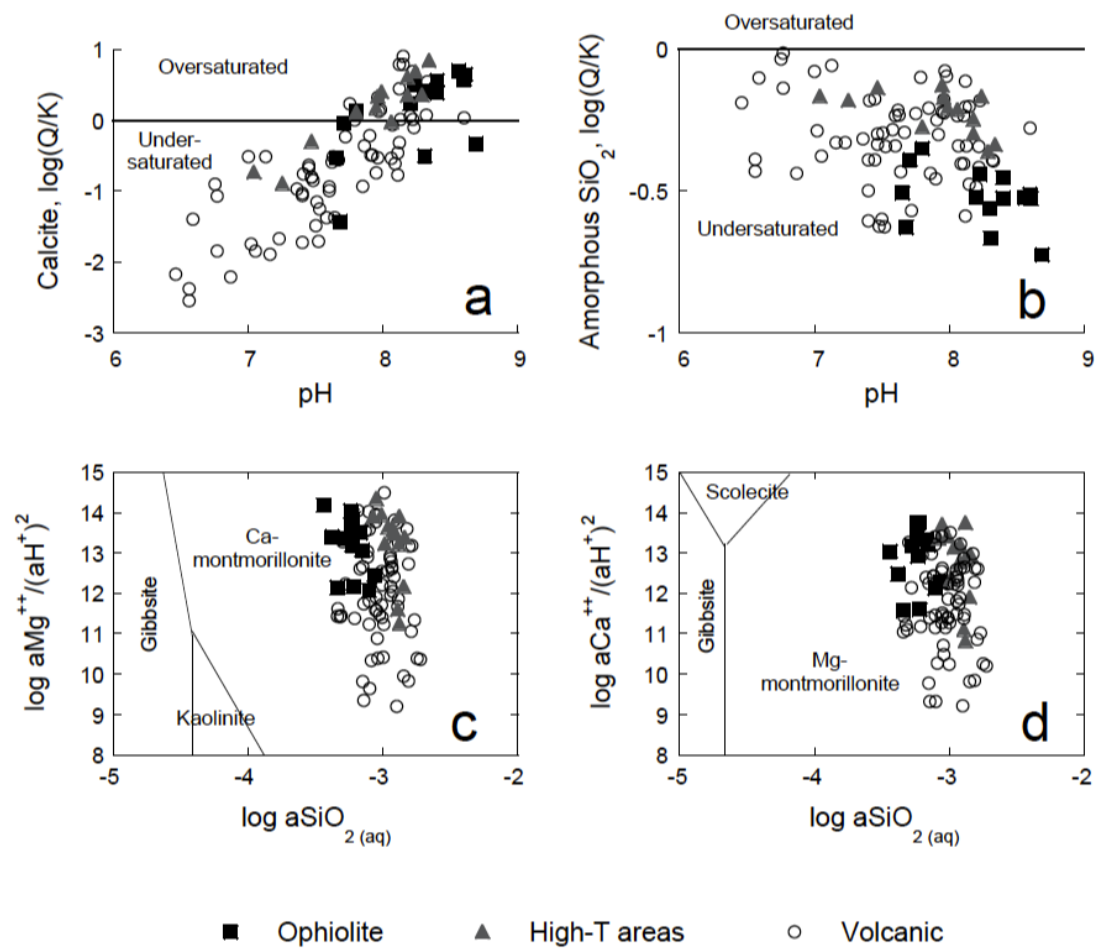 Calcite, log(Q/K)
1
0
-1
-2
-3
Oversaturated
Under-
saturated
a
6
7
8
9
pH
Amorphous SiO2, log(Q/K)
0
-0.5
-1
Oversaturated
Undersaturated
b
6
7
8
9
pH
log aMg++/(aH+)2
15
14
13
12
11
10
9
8
Gibbsite
Ca-
montmorillonite
Kaolinite
c
-5
-4
-3
-2
log aSiO2 (aq)
log aCa++/(aH+)2
15
14
13
12
11
10
9
8
Scolecite
Gibbsite
Mg-
montmorillonite
d
-5
-4
-3
-2
log aSiO2 (aq)
Ophiolite High-T areas Volcanic